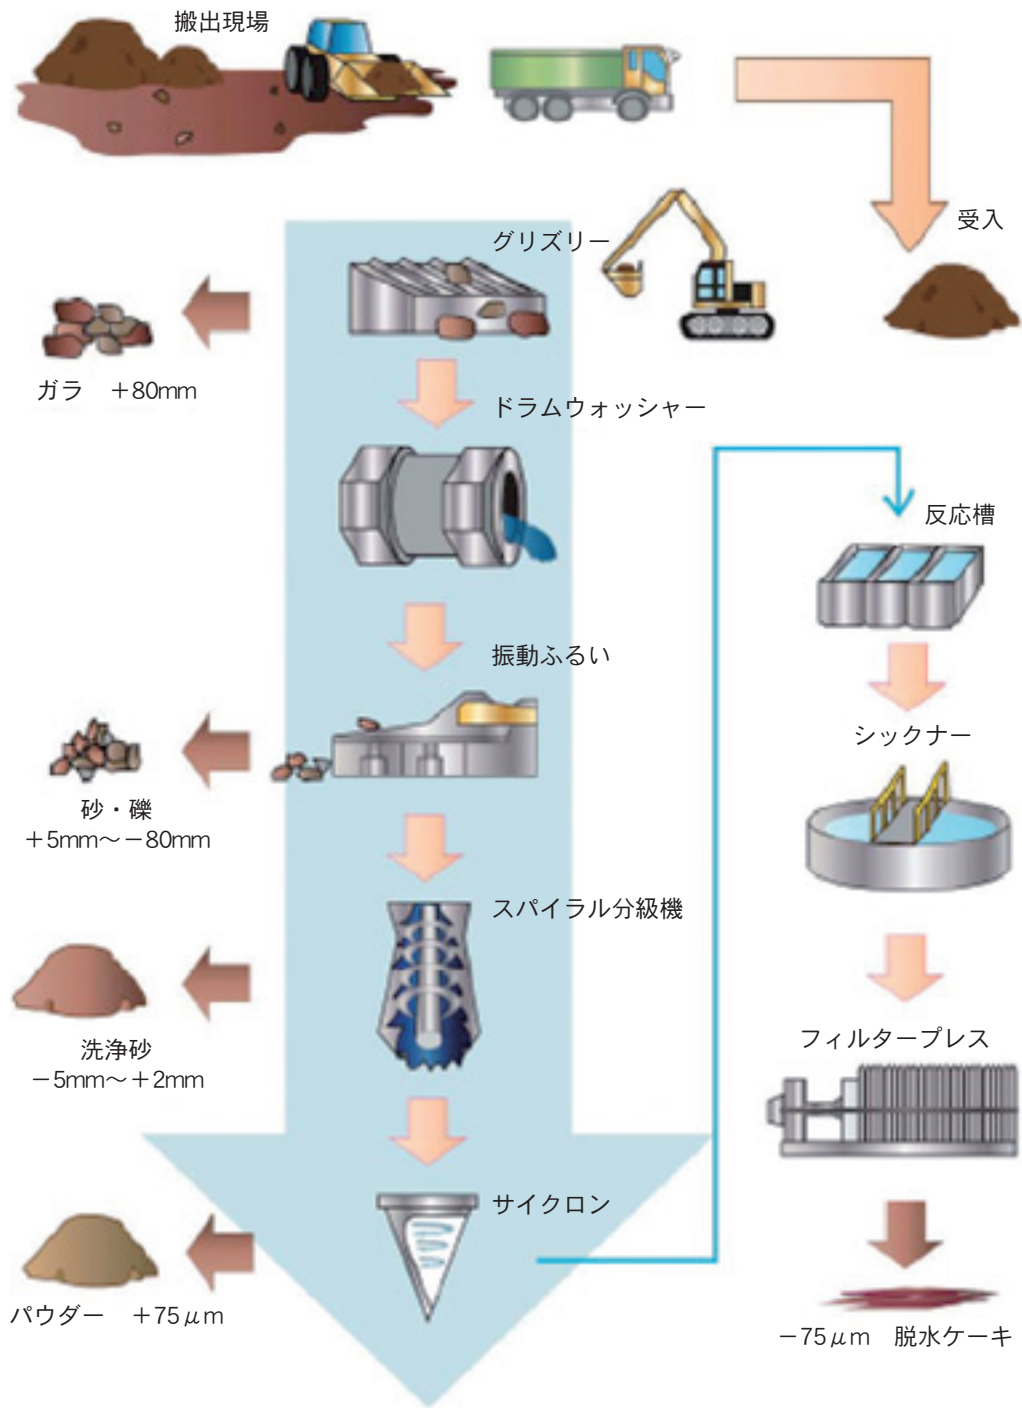 搬出現場
受入
グリズリー
ガラ　+80mm
ドラムウォッシャー
反応槽
振動ふるい
シックナー
砂・礫
+5mm～-80mm
スパイラル分級機
フィルタープレス
洗浄砂
-5mm～+2mm
サイクロン
パウダー　+75μm
-75μm　脱水ケーキ